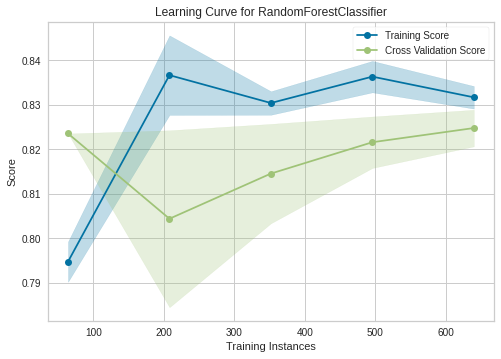 Learning Curve for RandomForestClassifier
Training Score
Cross Validation Score
Score
0.84
0.83
0.82
0.81
0.80
0.79
100 200 300 400 500 600
Training Instances